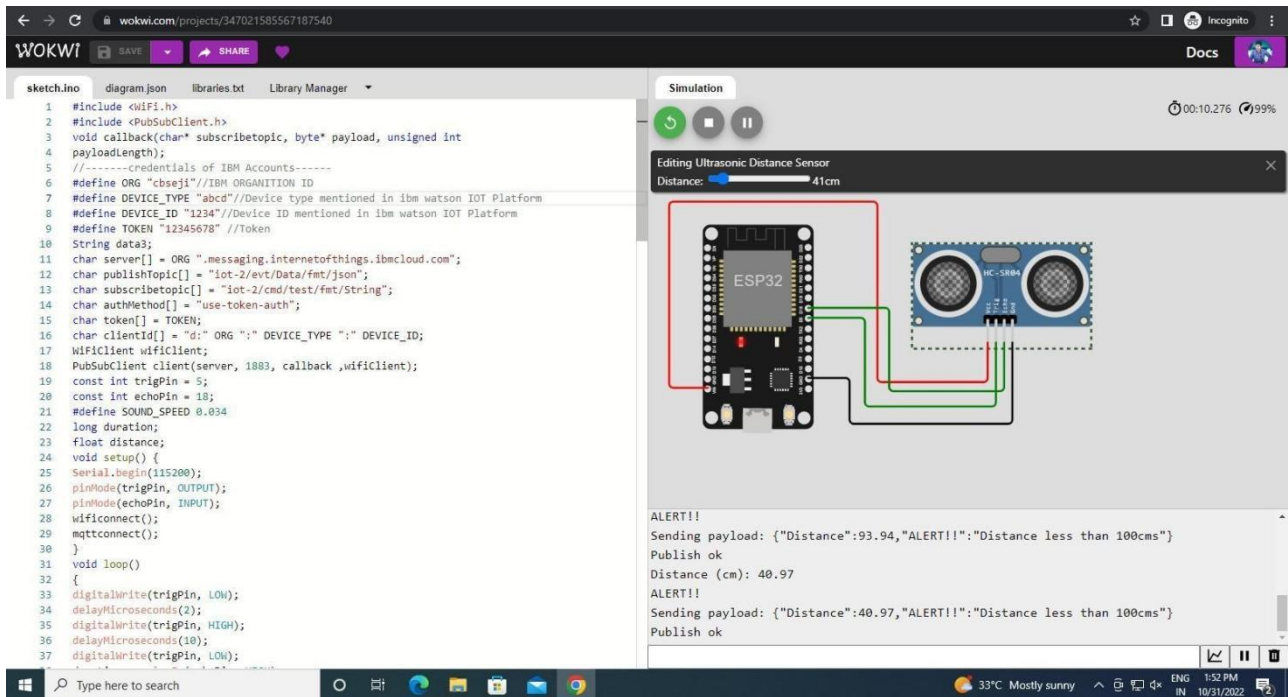 wokwi.com/projects/347021585567187540
Incognito
WOKWI
SAVE
SHARE
Docs
sketch.ino diagram.json libraries.txt Library Manager
1 #include <WiFi.h>
2 #include <PubSubClient.h>
3 void callback(char* subscribetopic, byte* payload, unsigned int
4 payloadLength);
5 //-------credentials of IBM Accounts------
6 #define ORG "cbseji"//IBM ORGANITION ID
7 #define DEVICE_TYPE "abcd"//Device type mentioned in ibm watson IOT Platform
8 #define DEVICE_ID "1234"//Device ID mentioned in ibm watson IOT Platform
9 #define TOKEN "12345678" //Token
10 String data3;
11 char server[] = ORG ".messaging.internetofthings.ibmcloud.com";
12 char publishTopic[] = "iot-2/evt/Data/fmt/json";
13 char subscribetopic[] = "iot-2/cmd/test/fmt/String";
14 char authMethod[] = "use-token-auth";
15 char token[] = TOKEN;
16 char clientId[] = "d:" ORG ":" DEVICE_TYPE ":" DEVICE_ID;
17 WiFiClient wifiClient;
18 PubSubClient client(server, 1883, callback ,wifiClient);
19 const int trigPin = 5;
20 const int echoPin = 18;
21 #define SOUND_SPEED 0.034
22 long duration;
23 float distance;
24 void setup() {
25 Serial.begin(115200);
26 pinMode(trigPin, OUTPUT);
27 pinMode(echoPin, INPUT);
28 wificonnect();
29 mqttconnect();
30 }
31 void loop()
32 {
33 digitalWrite(trigPin, LOW);
34 delayMicroseconds(2);
35 digitalWrite(trigPin, HIGH);
36 delayMicroseconds(10);
37 digitalWrite(trigPin, LOW);
Simulation
00:10.276 99%
Editing Ultrasonic Distance Sensor
Distance: 41cm
ESP32
HC-SR04
Vcc
Trig
Echo
Gnd
ALERT!!
Sending payload: {"Distance":93.94,"ALERT!!":"Distance less than 100cms"}
Publish ok
Distance (cm): 40.97
ALERT!!
Sending payload: {"Distance":40.97,"ALERT!!":"Distance less than 100cms"}
Publish ok
Type here to search
33°C Mostly sunny
ENG
IN
1:52 PM
10/31/2022